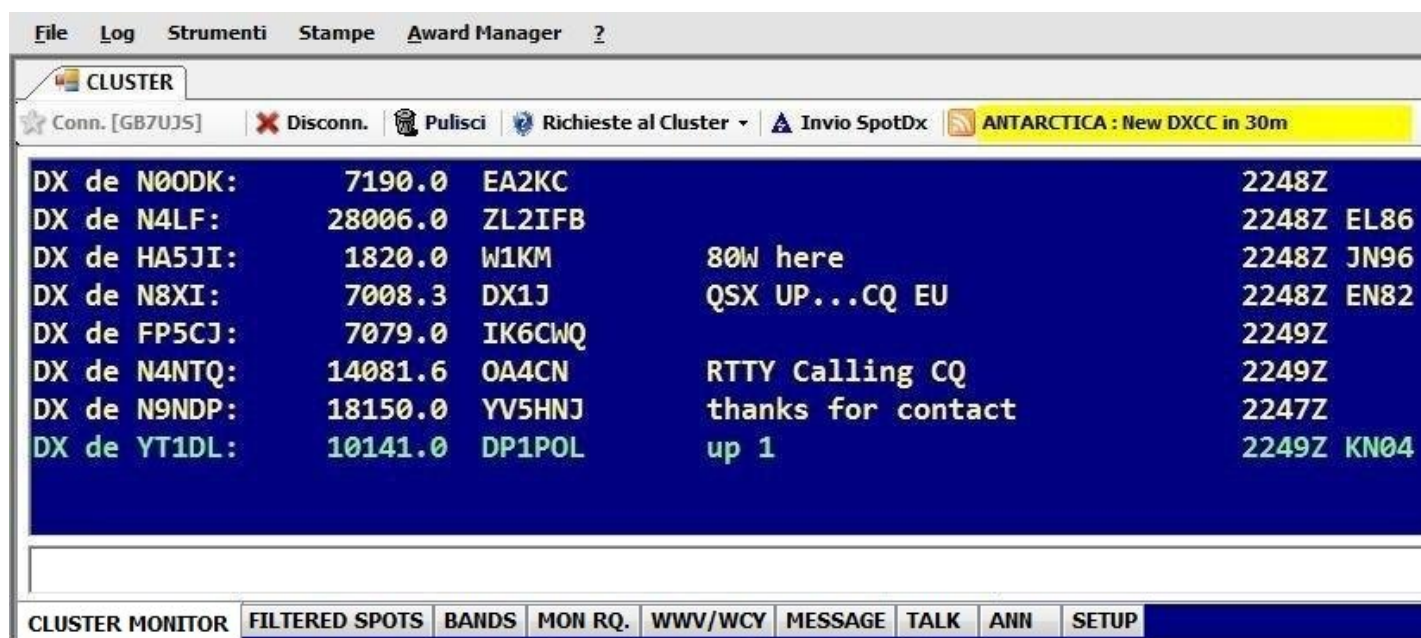 File Log Strumenti Stampe Award Manager ?
CLUSTER
Conn. [GB7UJS] Disconn. Pulisci Richieste al Cluster Invio SpotDx ANTARCTICA : New DXCC in 30m
DX de N0ODK: 7190.0 EA2KC 2248Z
DX de N4LF: 28006.0 ZL2IFB 2248Z EL86
DX de HA5JI: 1820.0 W1KM 80W here 2248Z JN96
DX de N8XI: 7008.3 DX1J QSX UP...CQ EU 2248Z EN82
DX de FP5CJ: 7079.0 IK6CWQ 2249Z
DX de N4NTQ: 14081.6 OA4CN RTTY Calling CQ 2249Z
DX de N9NDP: 18150.0 YV5HNJ thanks for contact 2247Z
DX de YT1DL: 10141.0 DP1POL up 1 2249Z KN04
CLUSTER MONITOR FILTERED SPOTS BANDS MON RQ. WWV/WCY MESSAGE TALK ANN SETUP